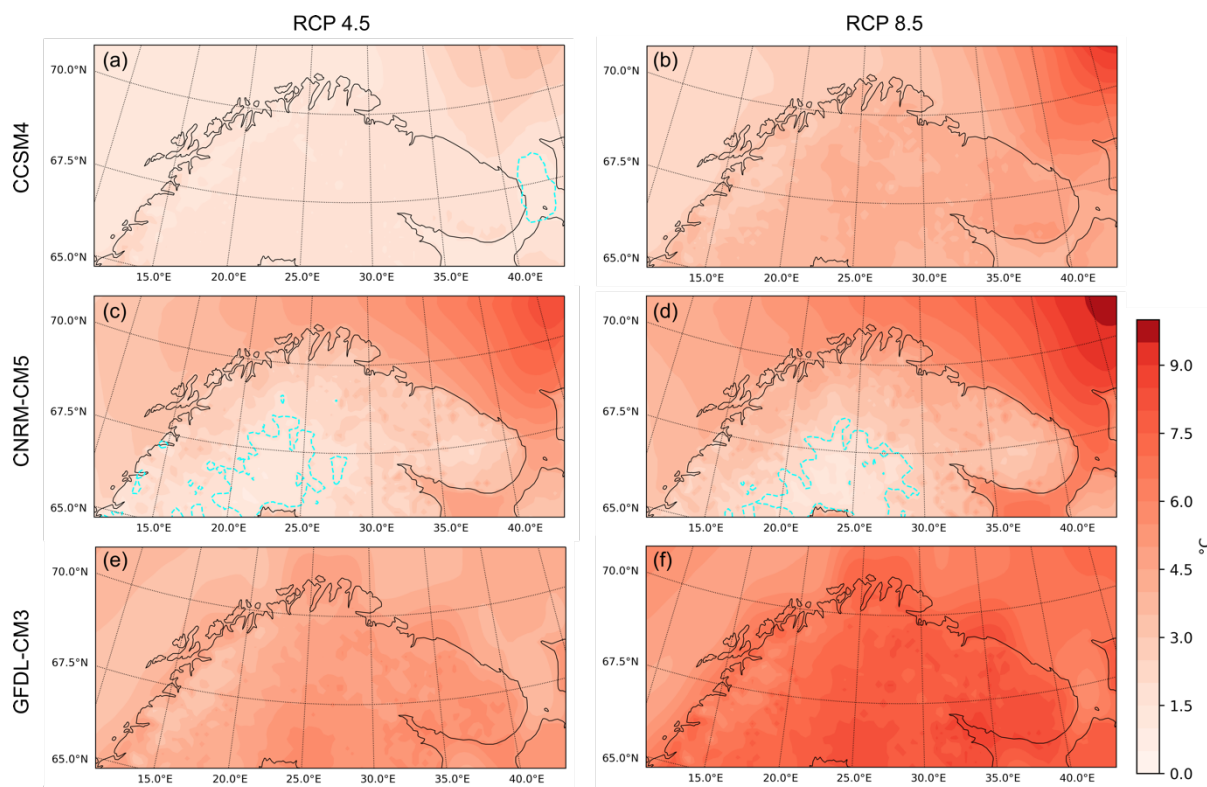 RCP 4.5 RCP 8.5
CCSM4
(a) (b)
70.0°N 70.0°N
67.5°N 67.5°N
65.0°N 65.0°N
15.0°E 20.0°E 25.0°E 30.0°E 35.0°E 40.0°E 15.0°E 20.0°E 25.0°E 30.0°E 35.0°E 40.0°E
CNRM-CM5
(c) (d)
70.0°N 70.0°N
67.5°N 67.5°N
65.0°N 65.0°N
15.0°E 20.0°E 25.0°E 30.0°E 35.0°E 40.0°E 15.0°E 20.0°E 25.0°E 30.0°E 35.0°E 40.0°E
GFDL-CM3
(e) (f)
70.0°N 70.0°N
67.5°N 67.5°N
65.0°N 65.0°N
15.0°E 20.0°E 25.0°E 30.0°E 35.0°E 40.0°E 15.0°E 20.0°E 25.0°E 30.0°E 35.0°E 40.0°E
9.0
7.5
6.0
°C
4.5
3.0
1.5
0.0